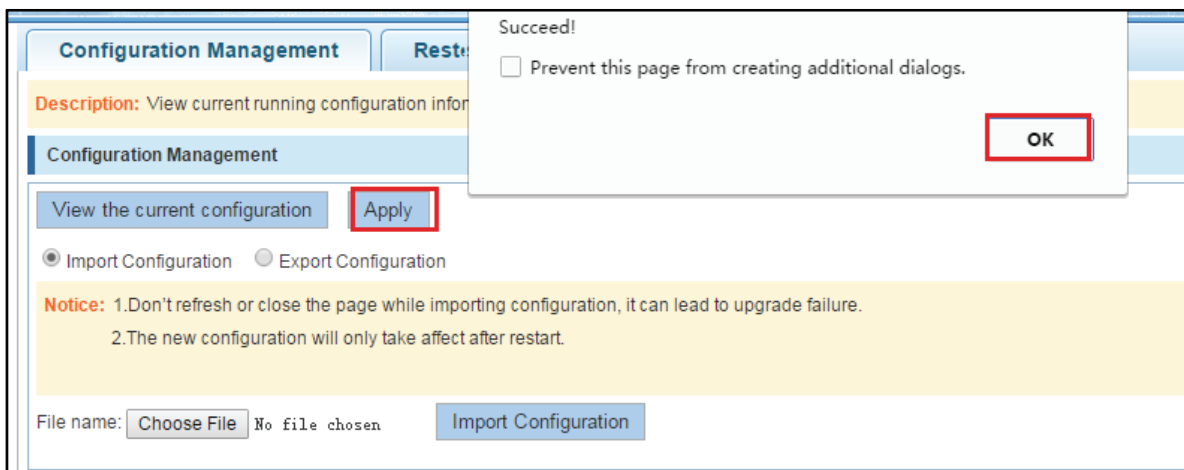 Succeed!
Prevent this page from creating additional dialogs.
OK
Configuration Management
Description: View current running configuration
Configuration Management
View the current configuration Apply
Import Configuration Export Configuration
Notice: 1.Don't refresh or close the page while importing configuration, it can lead to upgrade failure.
2.The new configuration will only take affect after restart.
File name: Choose File No file chosen Import Configuration